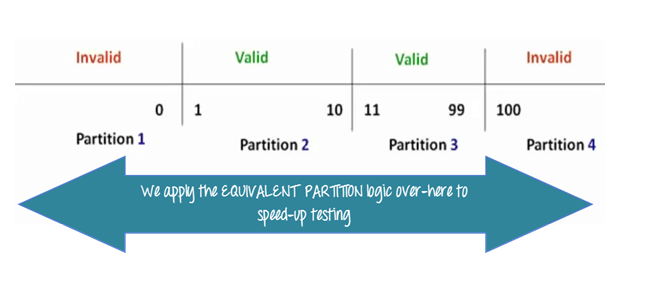 Invalid Valid Valid Invalid
0 1 10 11 99 100
Partition 1 Partition 2 Partition 3 Partition 4
We apply the EQUIVALENT PARTITION logic over-here to
speed-up testing